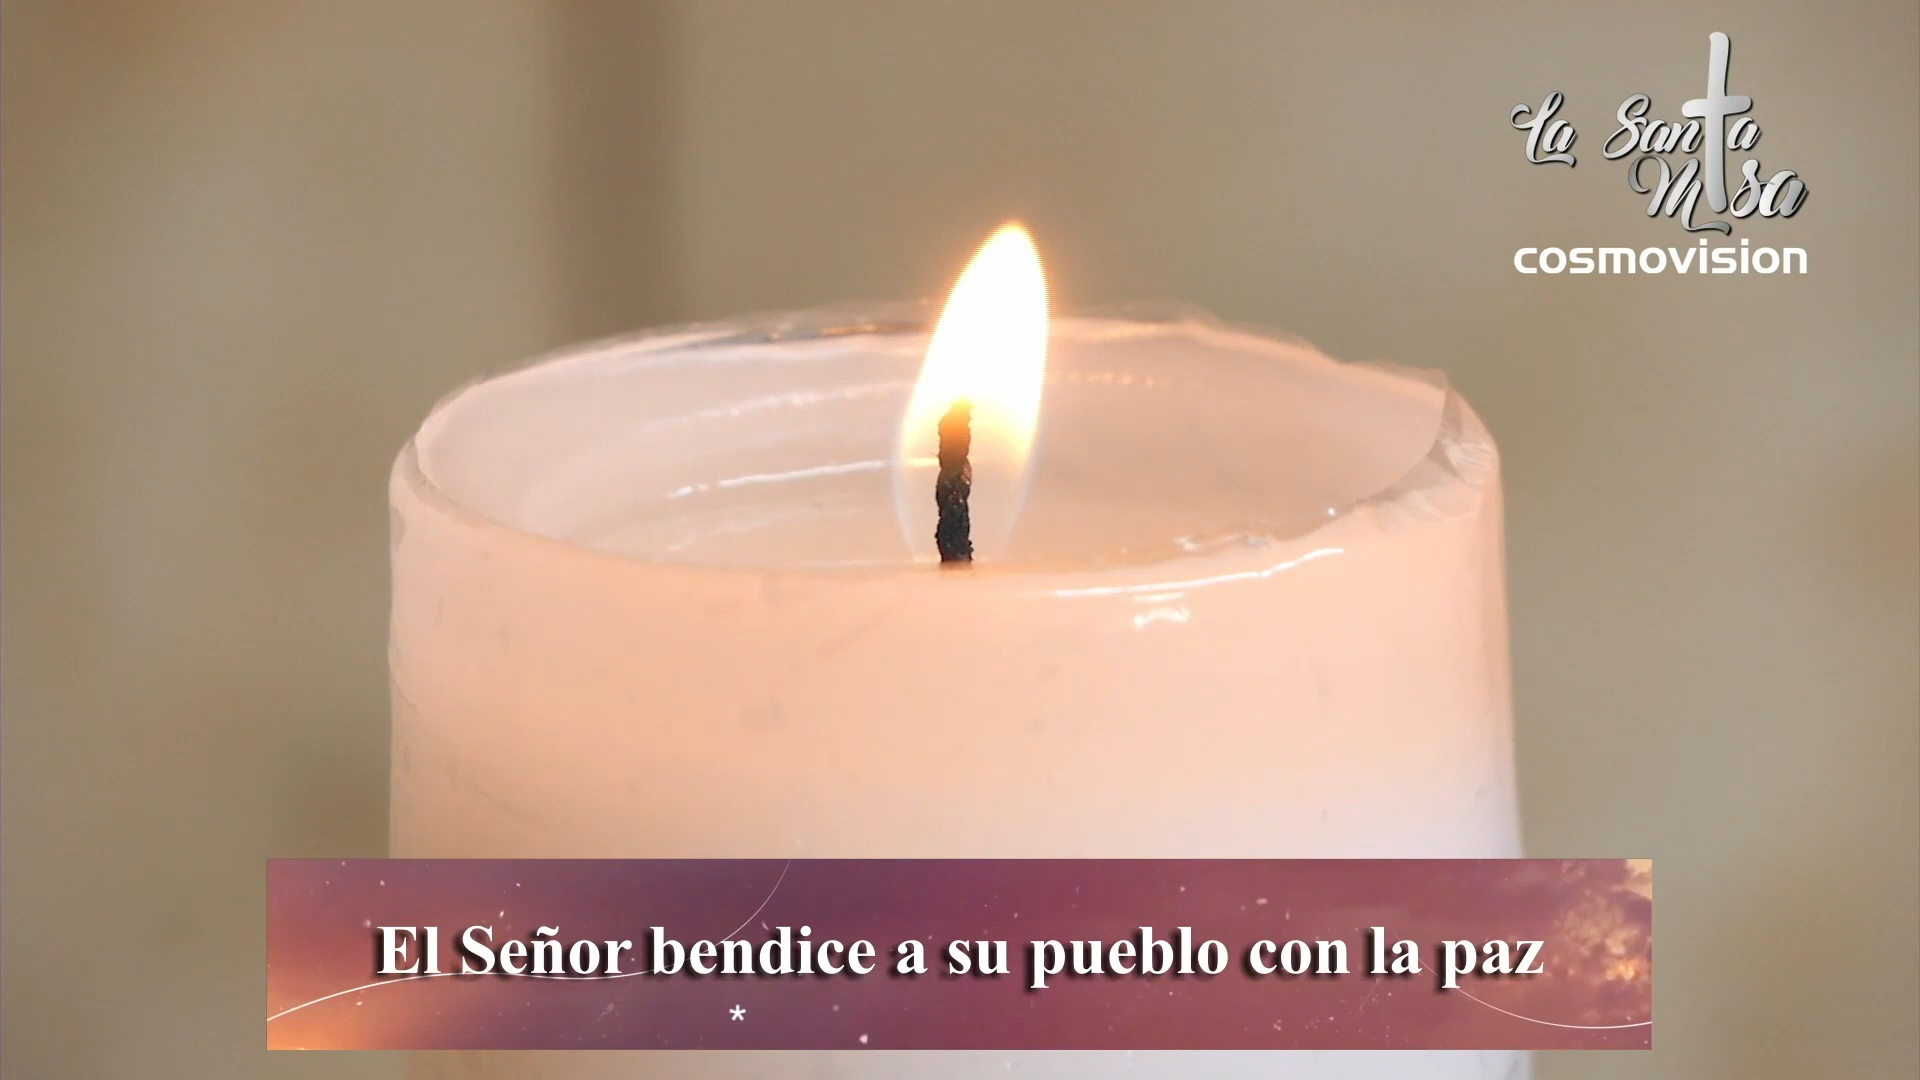 La Santa
Misa
cosmovision
El Señor bendice a su pueblo con la paz
*